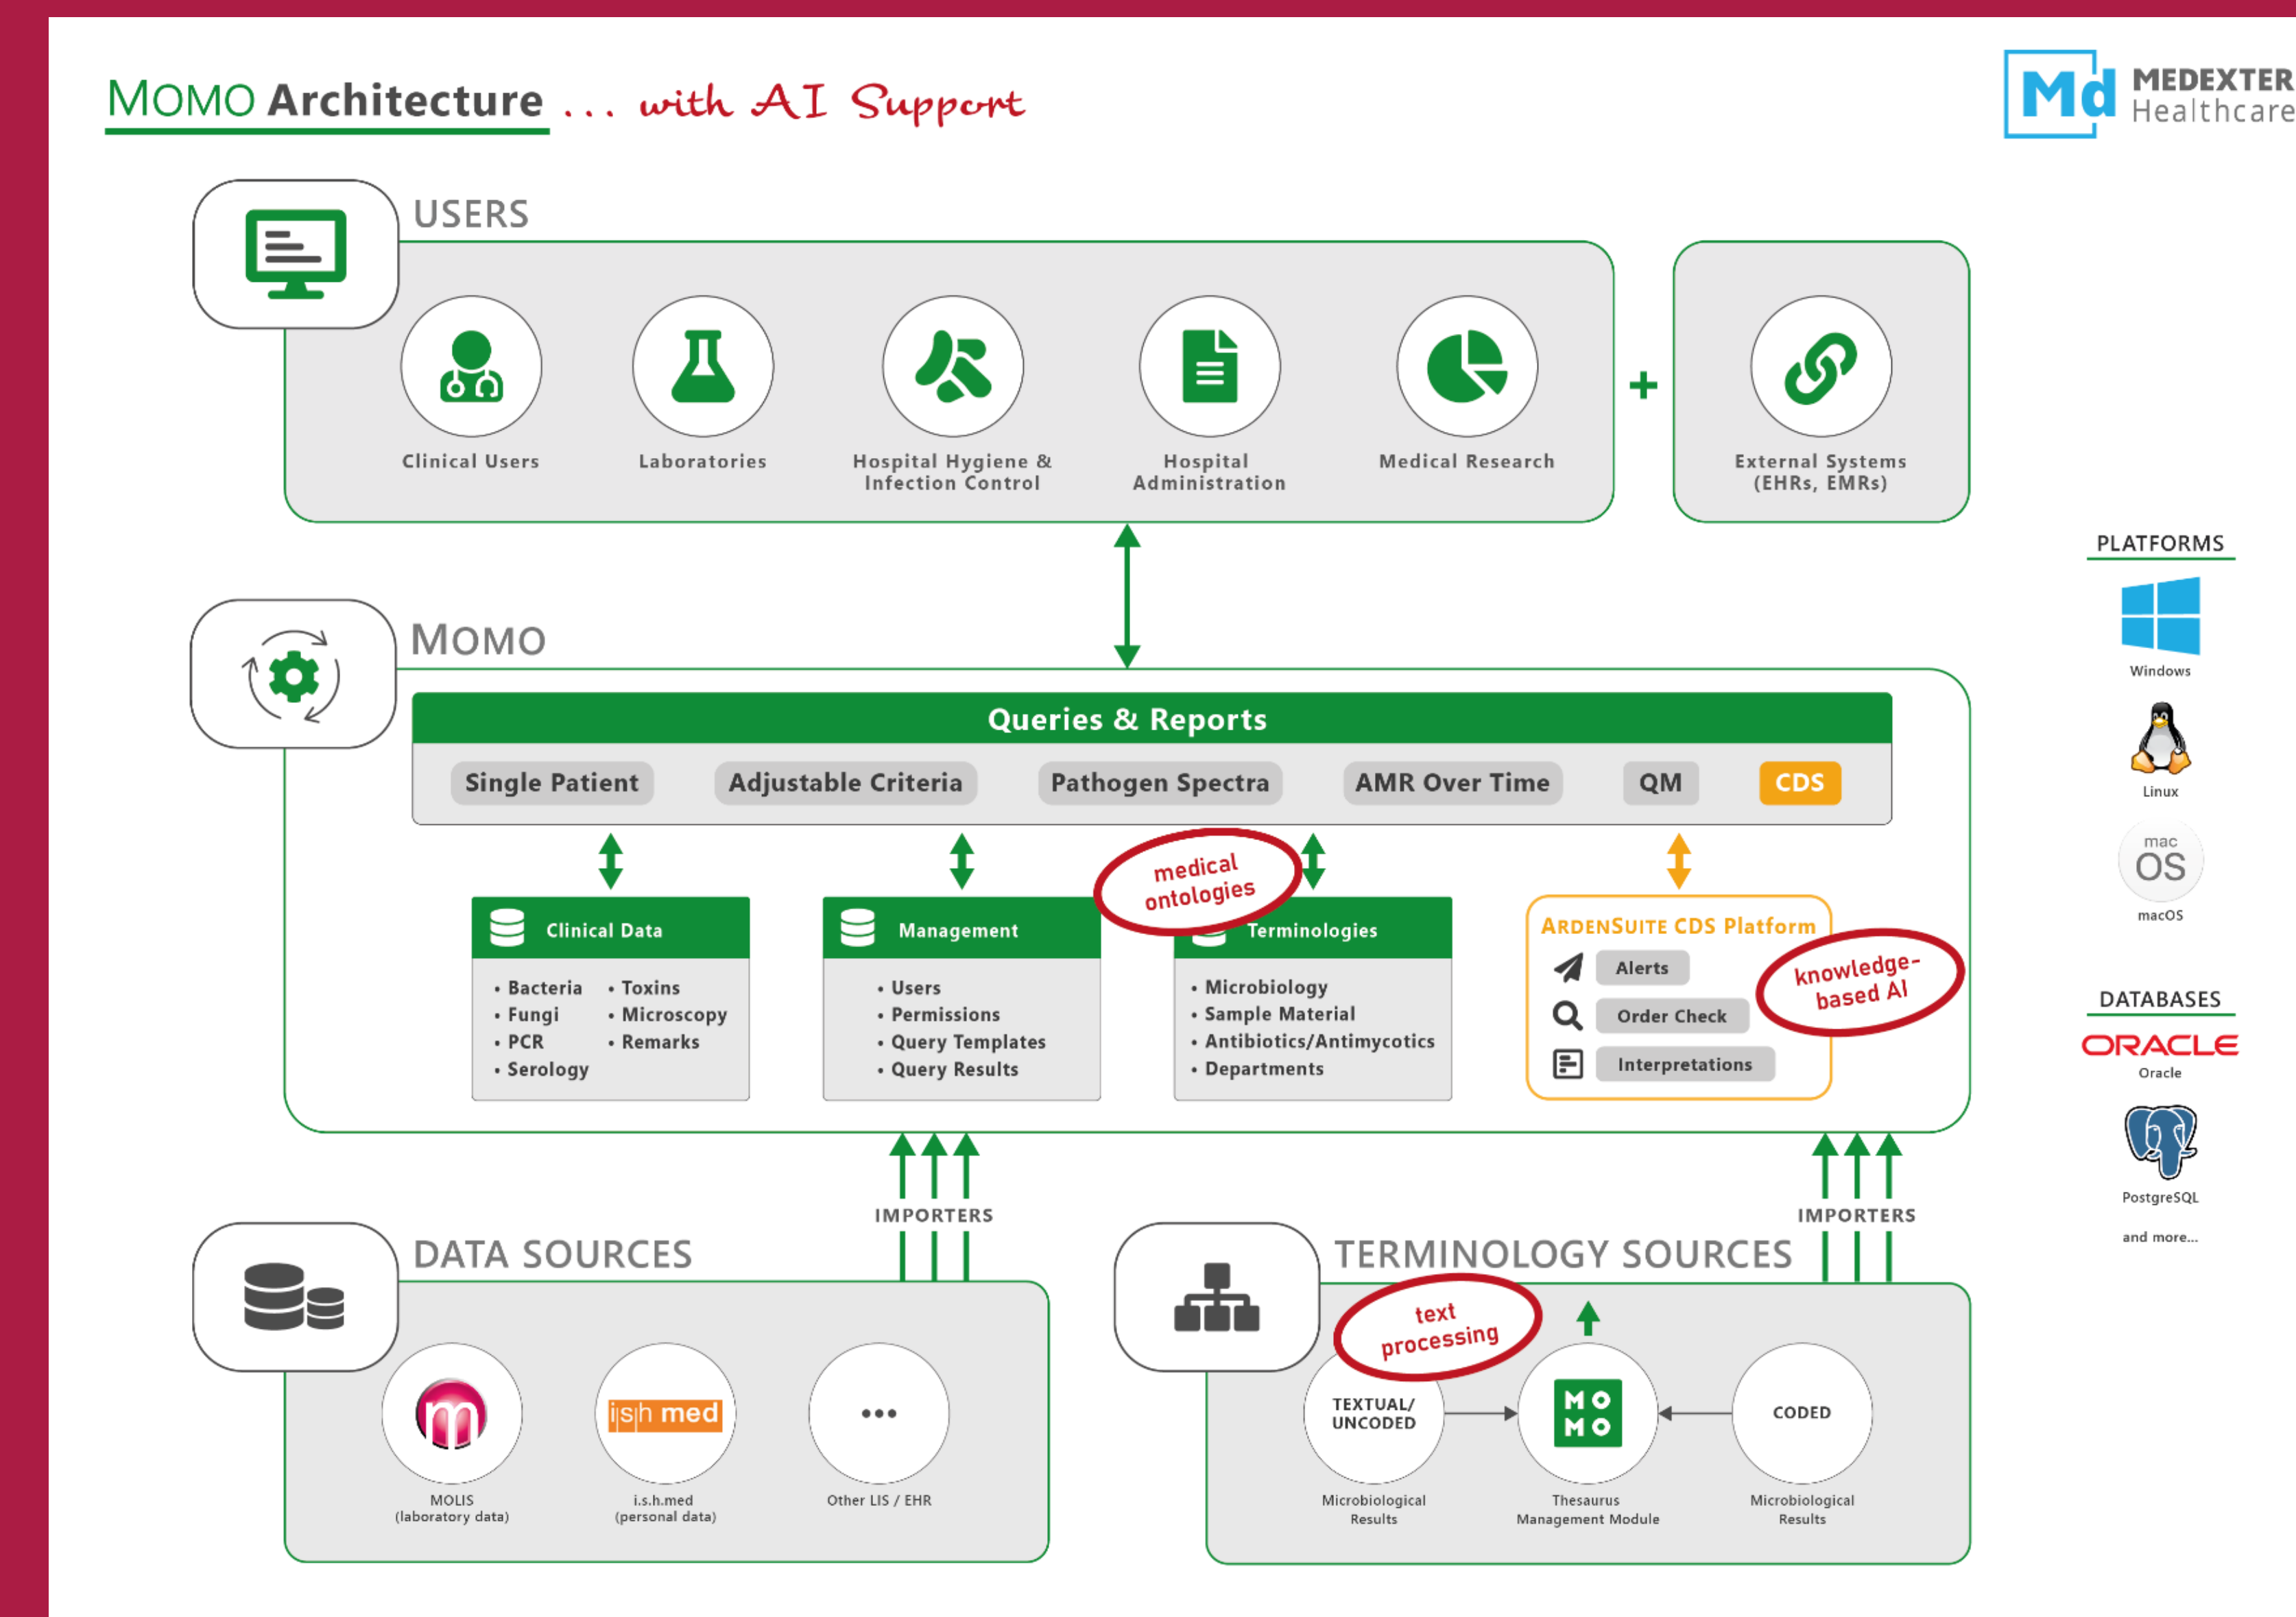 MOMO Architecture ... with AI Support
Md MEDEXTER
Healthcare
USERS
Clinical Users
Laboratories
Hospital Hygiene &
Infection Control
Hospital
Administration
Medical Research
+
External Systems
(EHRs, EMRs)
MOMO
Queries & Reports
Single Patient
Adjustable Criteria
Pathogen Spectra
AMR Over Time
QM
CDS
medical
ontologies
Clinical Data
• Bacteria
• Fungi
• PCR
• Serology
• Toxins
• Microscopy
• Remarks
Management
• Users
• Permissions
• Query Templates
• Query Results
Terminologies
• Microbiology
• Sample Material
• Antibiotics/Antimycotics
• Departments
ARDENSUITE CDS Platform
Alerts
Order Check
Interpretations
knowledge-
based AI
IMPORTERS
IMPORTERS
DATA SOURCES
m
MOLIS
(laboratory data)
i|s|h med
i.s.h.med
(personal data)
•••
Other LIS / EHR
TERMINOLOGY SOURCES
text
processing
TEXTUAL/
UNCODED
Microbiological
Results
MO
MO
Thesaurus
Management Module
CODED
Microbiological
Results
PLATFORMS
Windows
Linux
mac
OS
macOS
DATABASES
ORACLE
Oracle
PostgreSQL
and more...